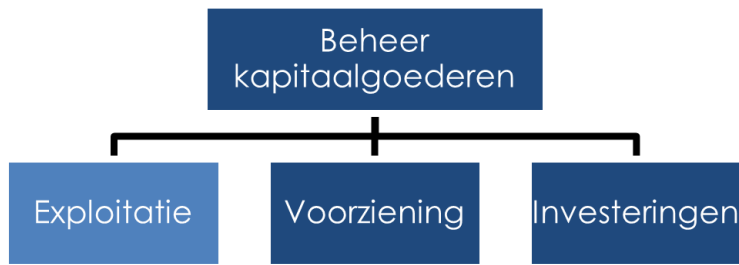 Beheer
kapitaalgoederen
Exploitatie
Voorziening
Investeringen